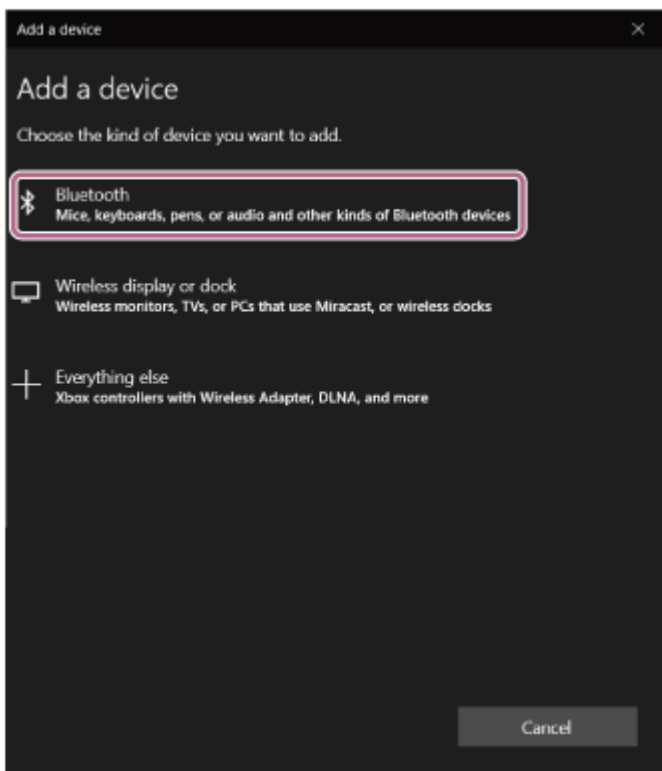 Add a device
Add a device
Choose the kind of device you want to add.
Bluetooth
Mice, keyboards, pens, or audio and other kinds of Bluetooth devices
Wireless display or dock
Wireless monitors, TVs, or PCs that use Miracast, or wireless docks
Everything else
Xbox controllers with Wireless Adapter, DLNA, and more
Cancel